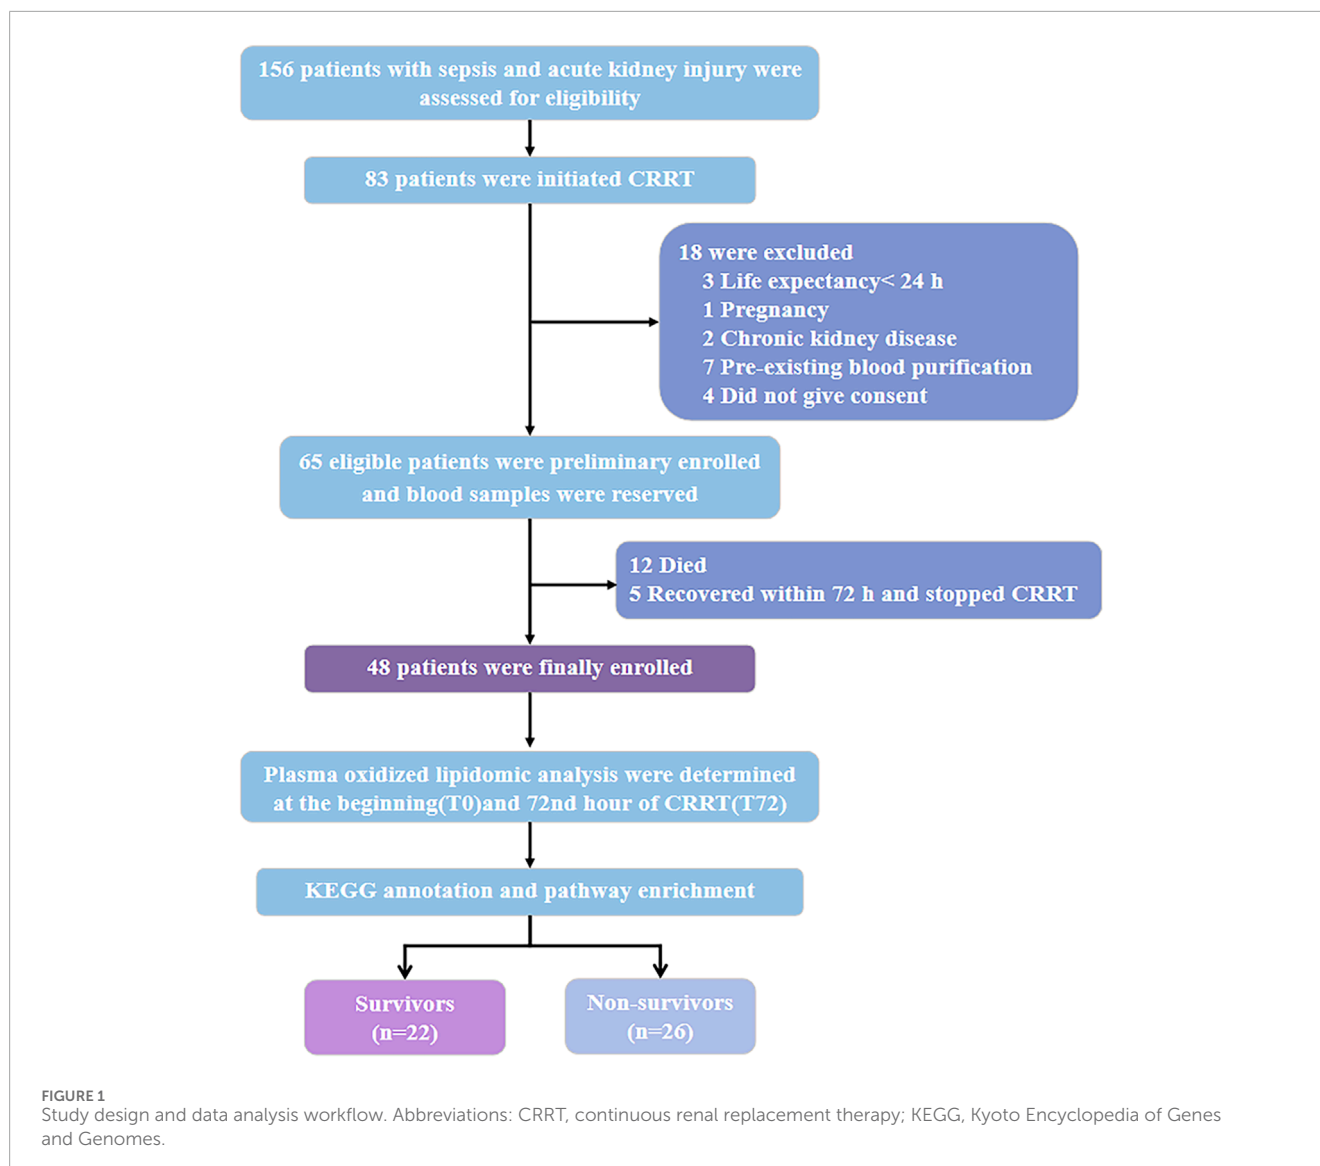 156 patients with sepsis and acute kidney injury were
assessed for eligibility
83 patients were initiated CRRT
18 were excluded
3 Life expectancy< 24 h
1 Pregnancy
2 Chronic kidney disease
7 Pre-existing blood purification
4 Did not give consent
65 eligible patients were preliminary enrolled
and blood samples were reserved
12 Died
5 Recovered within 72 h and stopped CRRT
48 patients were finally enrolled
Plasma oxidized lipidomic analysis were determined
at the beginning(T0)and 72nd hour of CRRT(T72)
KEGG annotation and pathway enrichment
Survivors
(n=22)
Non-survivors
(n=26)
FIGURE 1
Study design and data analysis workflow. Abbreviations: CRRT, continuous renal replacement therapy; KEGG, Kyoto Encyclopedia of Genes
and Genomes.